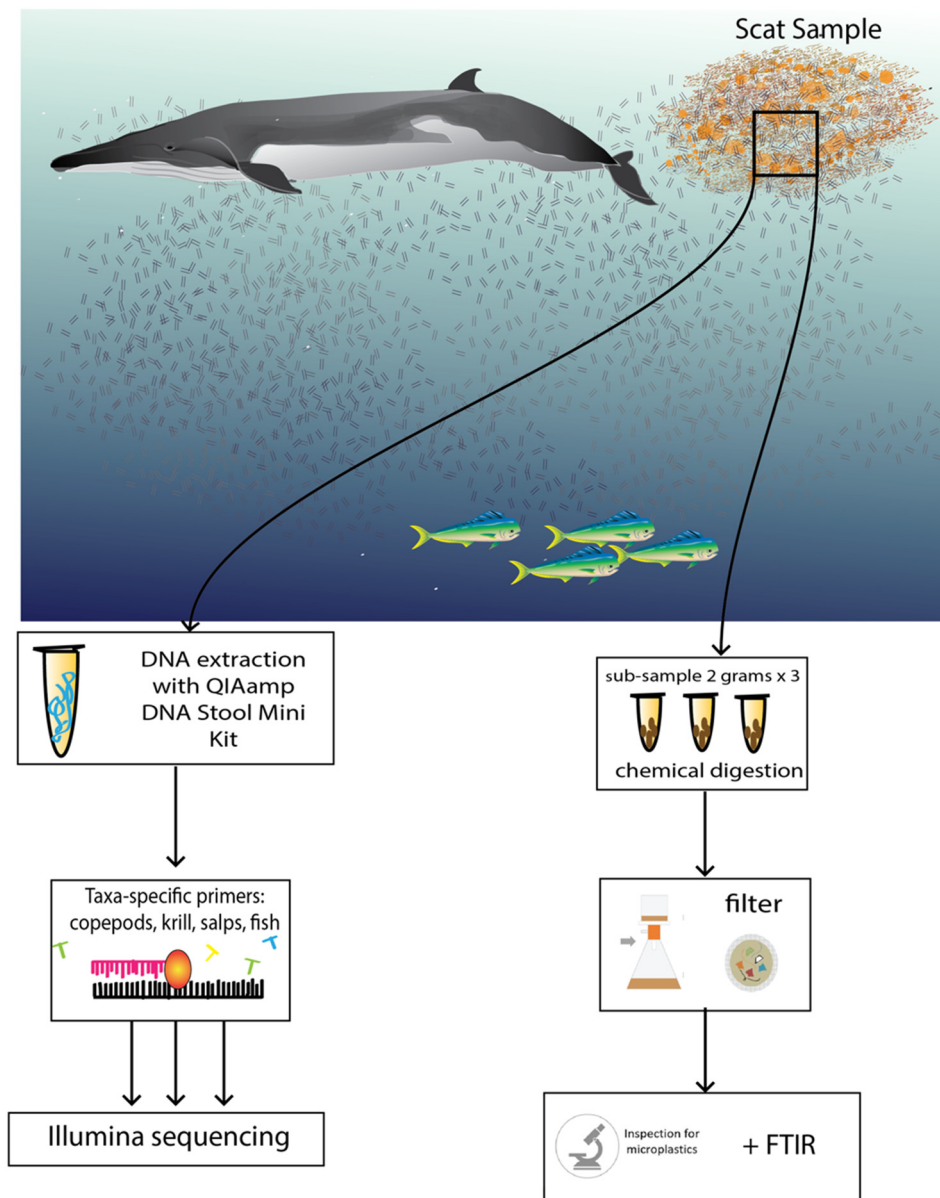 Scat Sample
DNA extraction
with QIAamp
DNA Stool Mini
Kit
Taxa-specific primers:
copepods, krill, salps, fish
Illumina sequencing
sub-sample 2 grams x 3
chemical digestion
filter
Inspection for
microplastics
+ FTIR